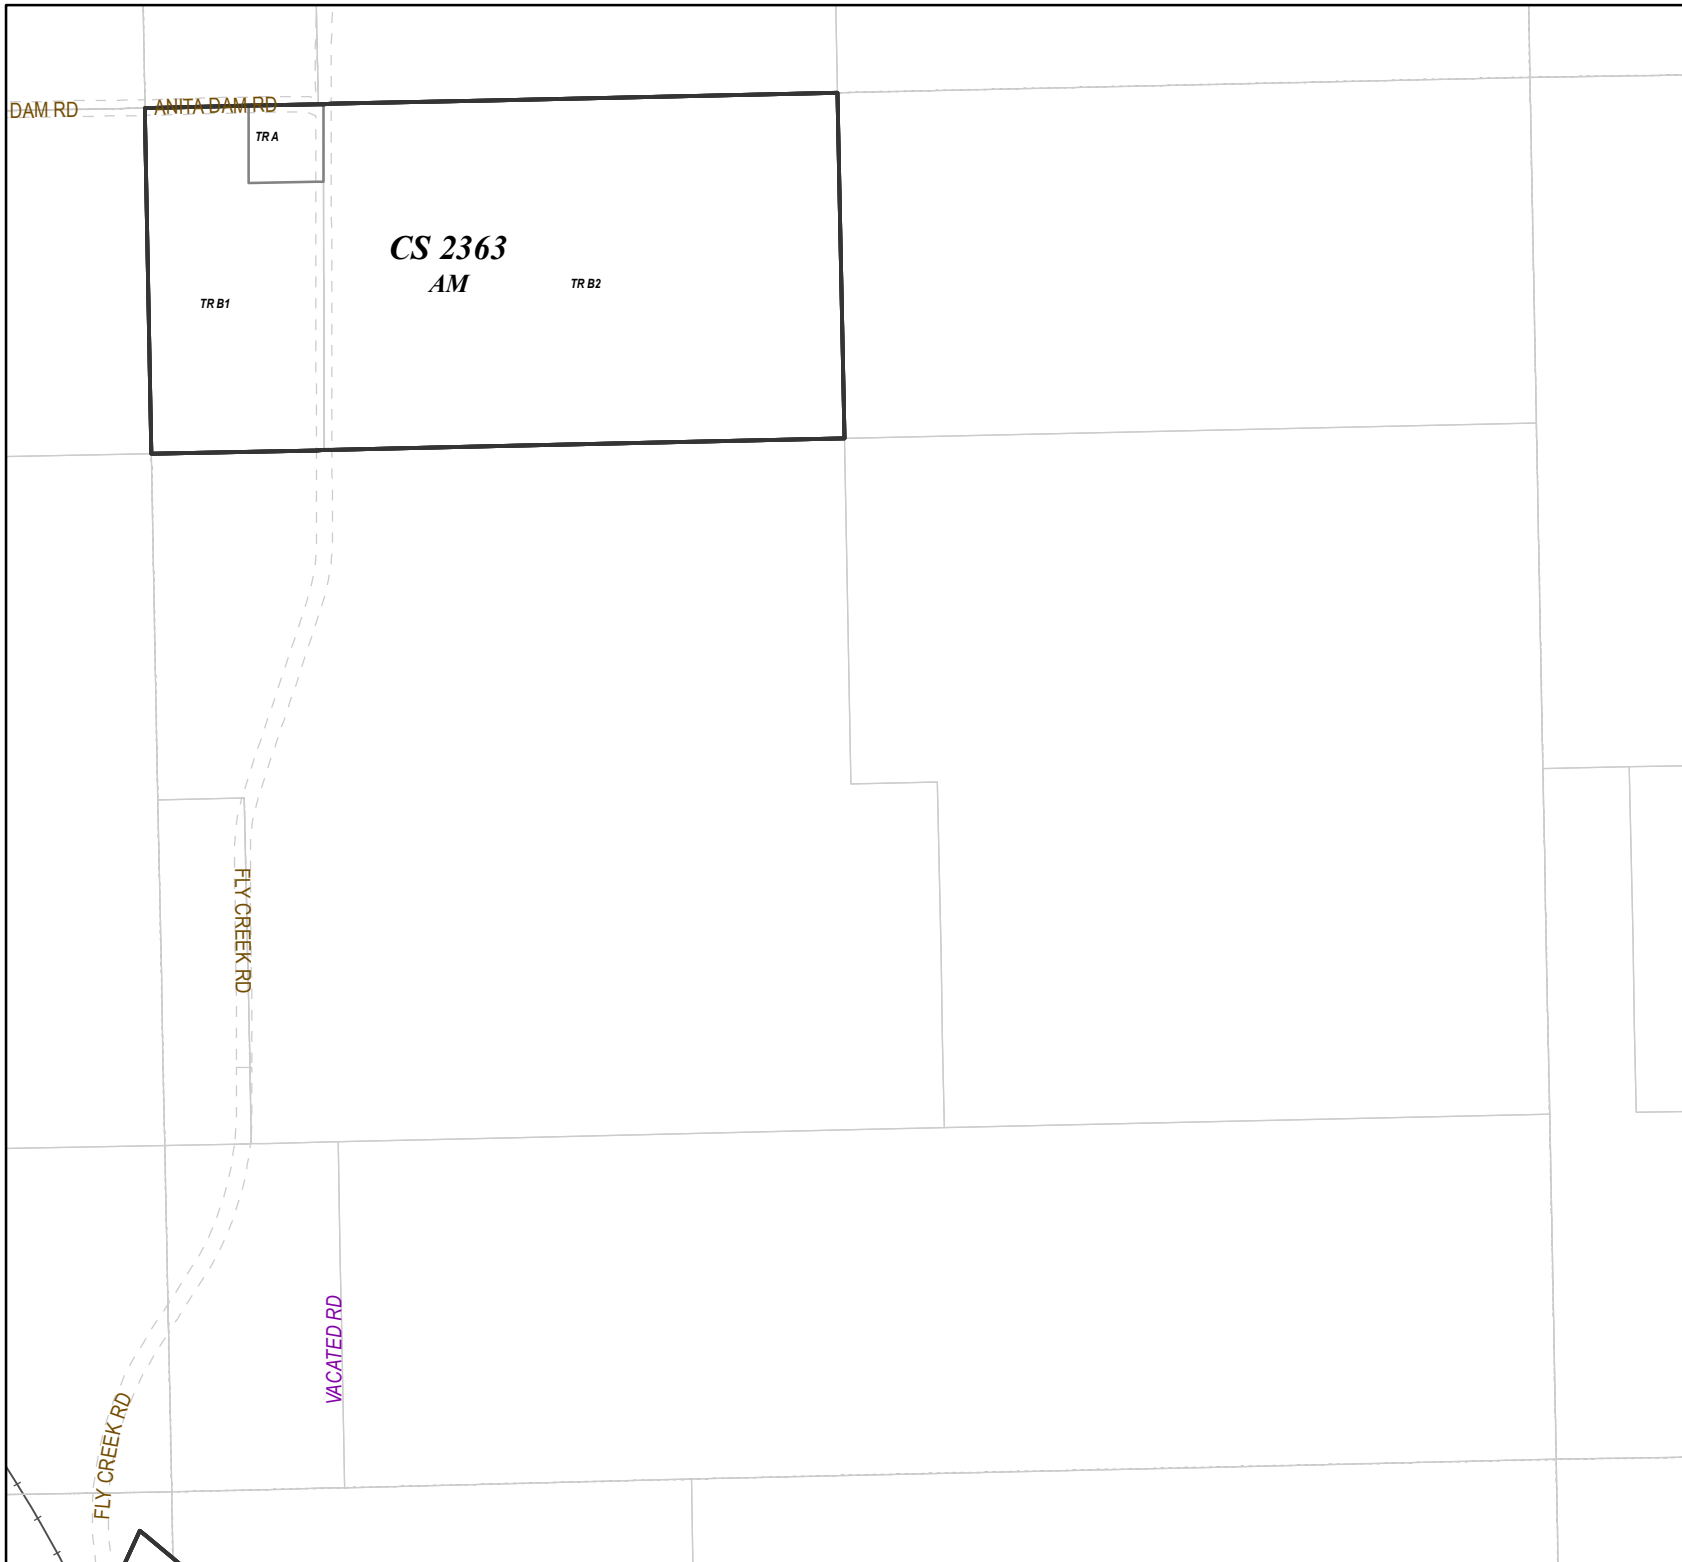 DAM RD
ANITA DAM RD
TR A
CS 2363
AM
TR B2
TR B1
FLY CREEK RD
VACATED RD
FLY CREEK RD